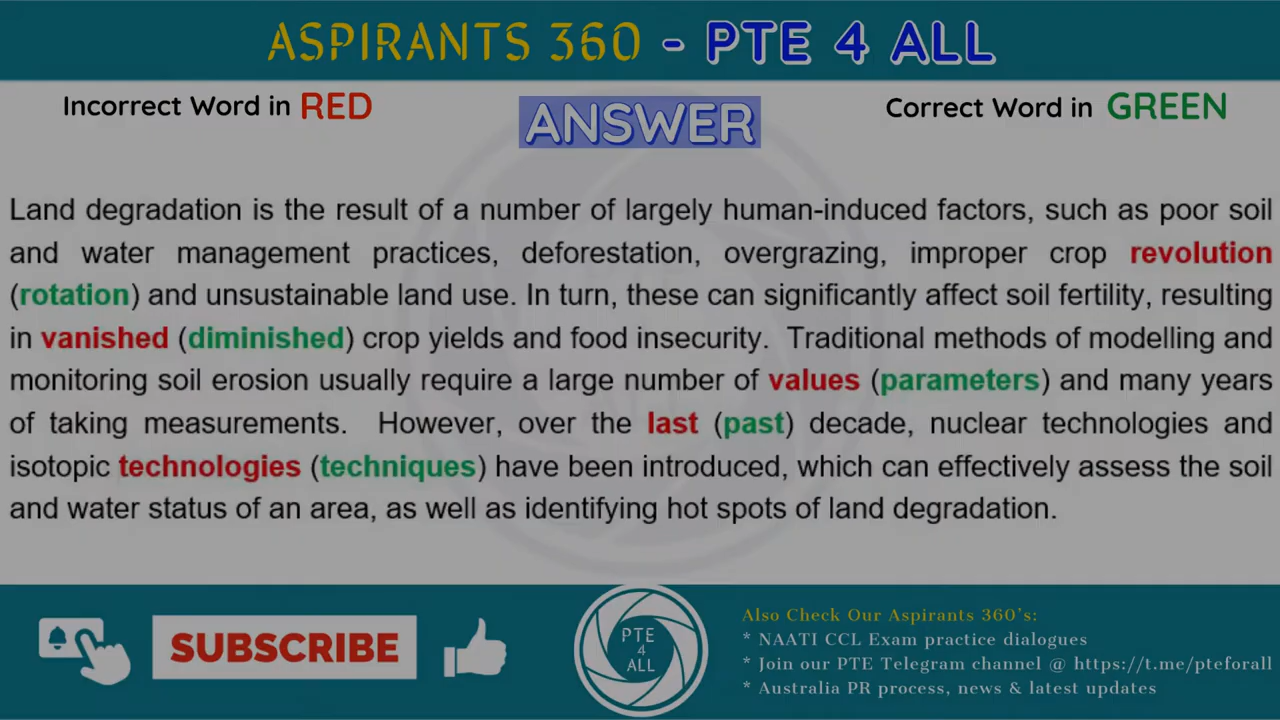 ASPIRANTS 360 - PTE 4 ALL
Incorrect Word in RED
ANSWER
Correct Word in GREEN
Land degradation is the result of a number of largely human-induced factors, such as poor soil
and water management practices, deforestation, overgrazing, improper crop revolution
(rotation) and unsustainable land use. In turn, these can significantly affect soil fertility, resulting
in vanished (diminished) crop yields and food insecurity. Traditional methods of modelling and
monitoring soil erosion usually require a large number of values (parameters) and many years
of taking measurements. However, over the last (past) decade, nuclear technologies and
isotopic technologies (techniques) have been introduced, which can effectively assess the soil
and water status of an area, as well as identifying hot spots of land degradation.
SUBSCRIBE
PTE
4
ALL
Also Check Our Aspirants 360's:
* NAATI CCL Exam practice dialogues
* Join our PTE Telegram channel @ https://t.me/pteforall
* Australia PR process, news & latest updates